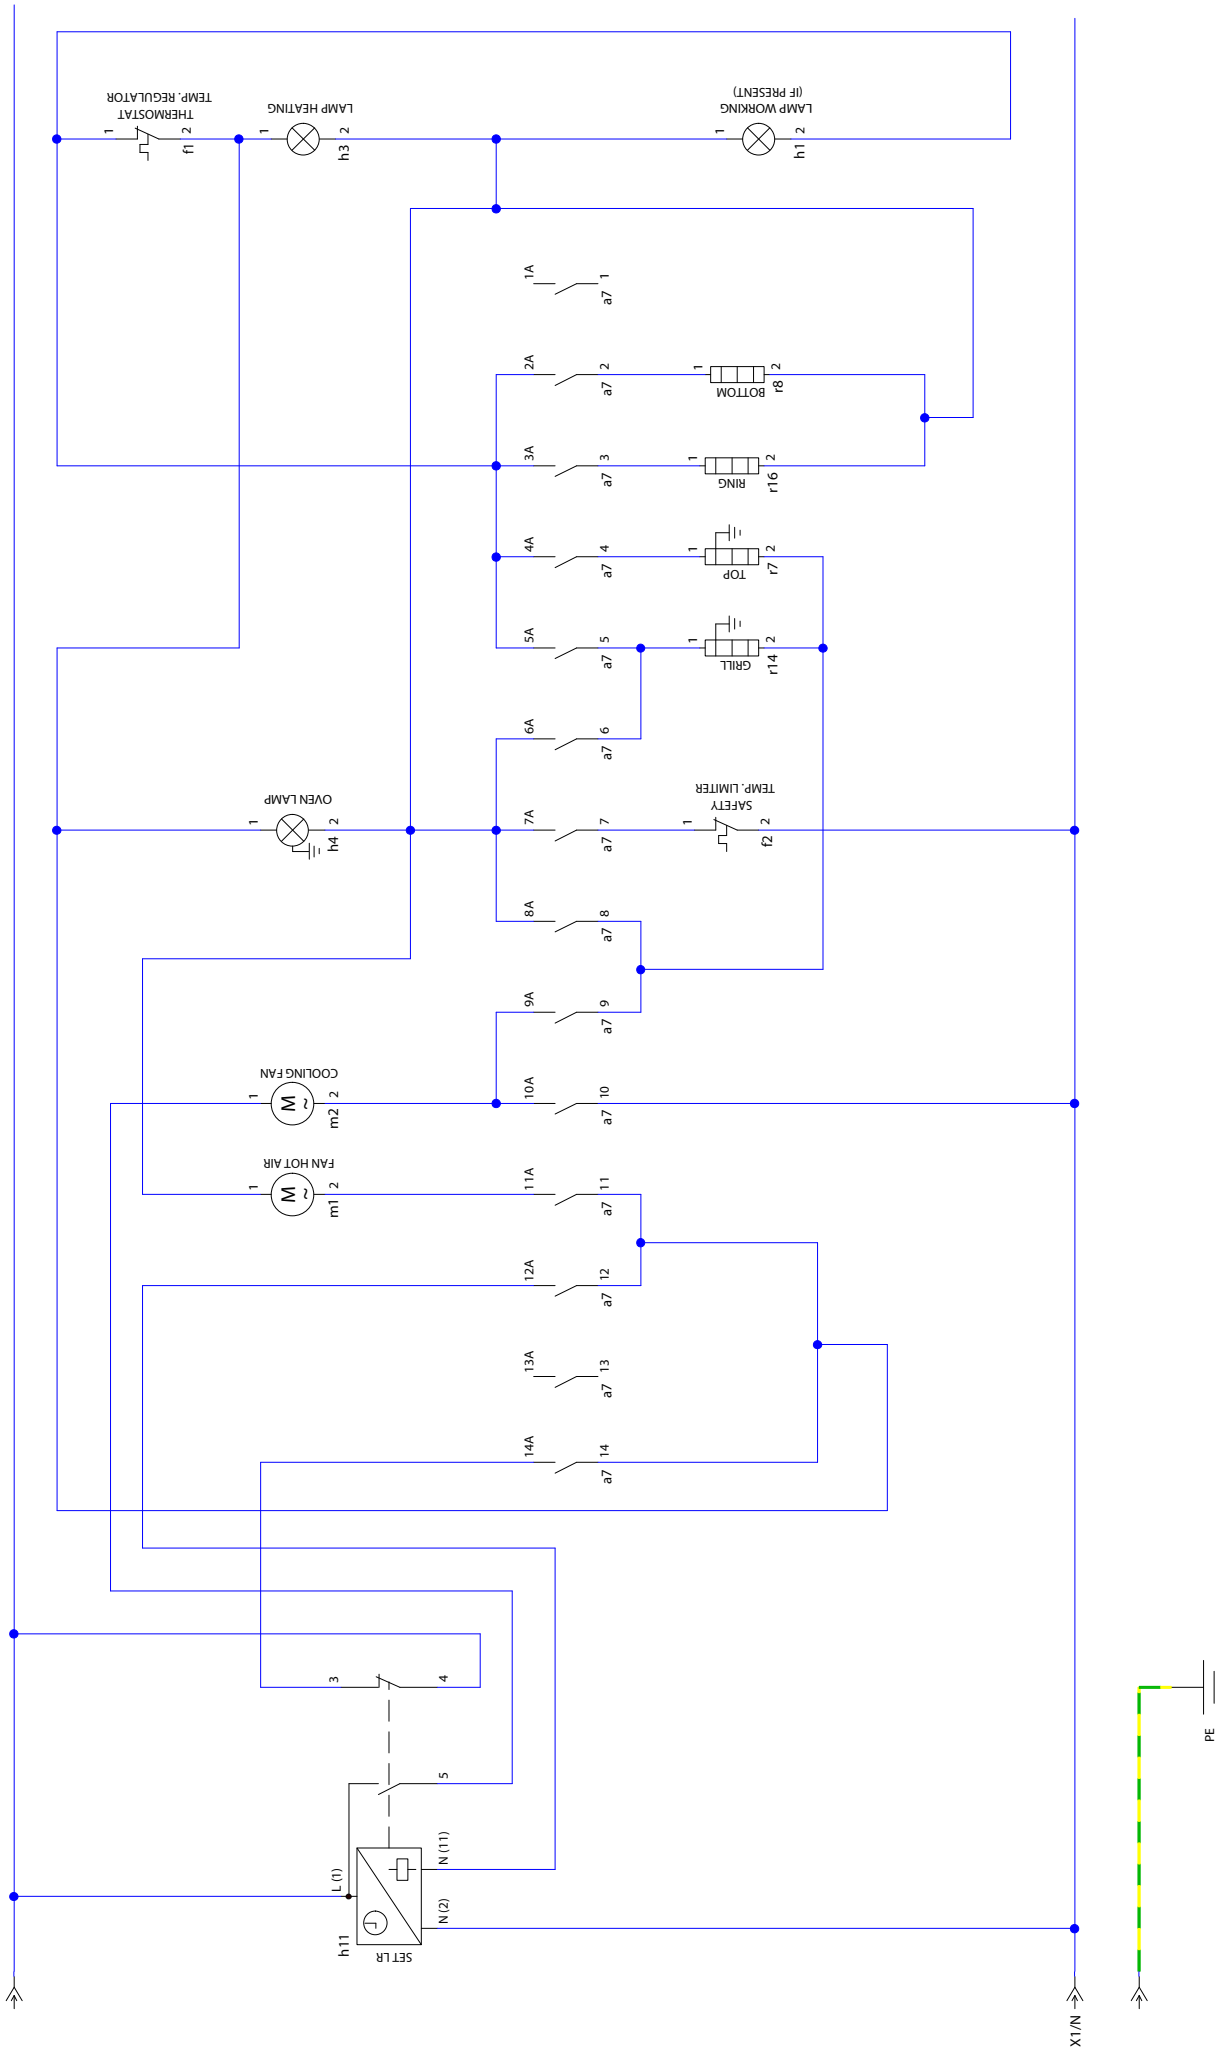 TEMP. REGULATOR
THERMOSTAT
1
2
f1
LAMP HEATING
1
2
h3
(IF PRESENT)
LAMP WORKING
1
2
h1
1A
1
a7
2A
2
a7
1
2
BOTTOM
r8
3A
3
a7
1
2
RING
r16
4A
4
a7
1
2
TOP
r7
5A
5
a7
1
2
GRILL
r14
6A
6
a7
OVEN LAMP
1
2
h4
7A
7
a7
TEMP. LIMITER
SAFETY
1
2
f2
8A
8
a7
9A
9
a7
COOLING FAN
1
2
M
~
m2
10A
10
a7
FAN HOT AIR
1
2
M
~
m1
11A
11
a7
12A
12
a7
13A
13
a7
14A
14
a7
3
4
5
L (1)
N (11)
N (2)
h11
SET LR
PE
X1/N